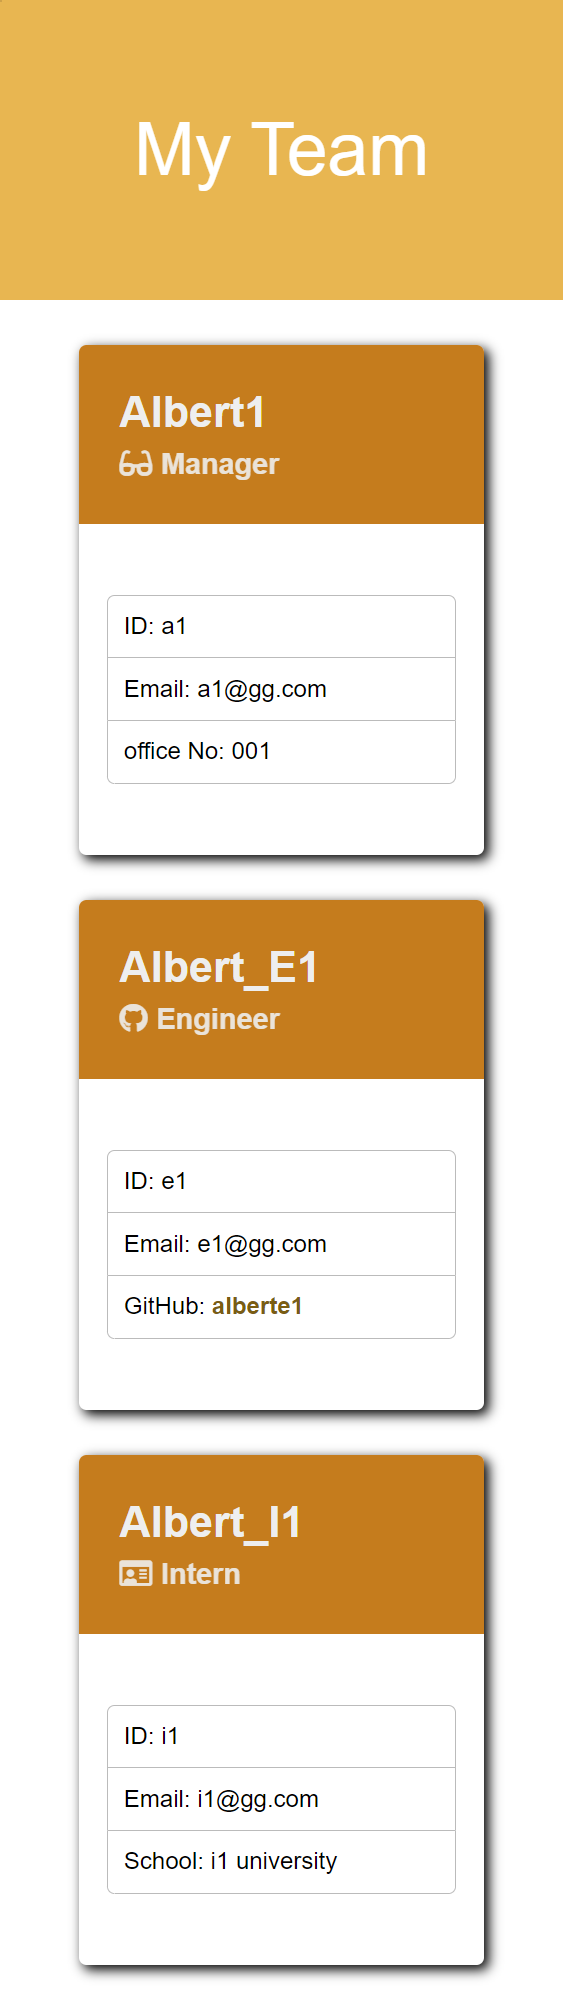 My Team
Albert1
Manager
ID: a1
Email: a1@gg.com
office No: 001
Albert_E1
Engineer
ID: e1
Email: e1@gg.com
GitHub: alberte1
Albert_I1
Intern
ID: i1
Email: i1@gg.com
School: i1 university